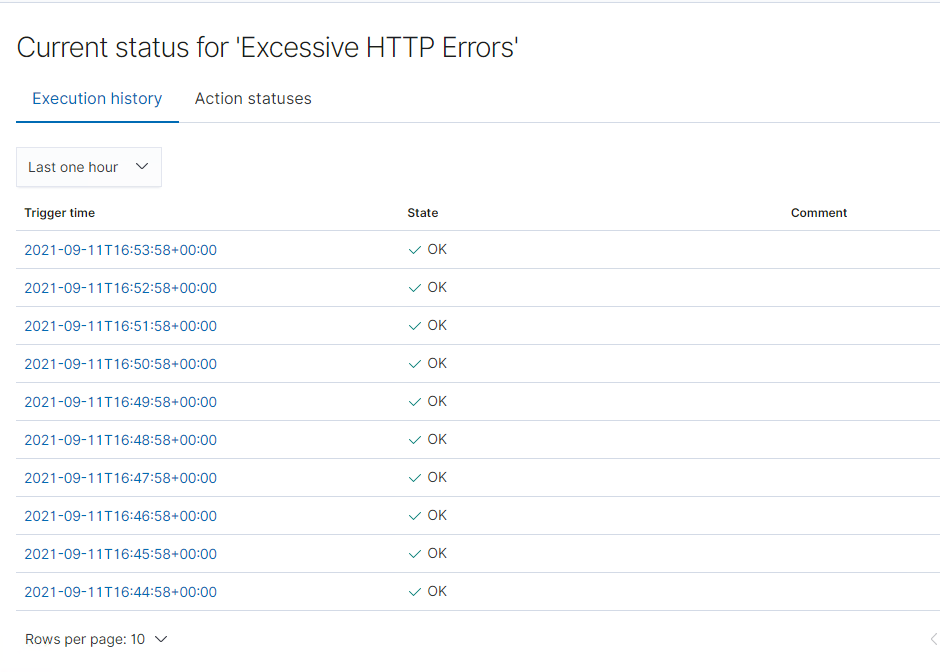 Current status for 'Excessive HTTP Errors'
Execution history Action statuses
Last one hour
Trigger time State Comment
2021-09-11T16:53:58+00:00 OK
2021-09-11T16:52:58+00:00 OK
2021-09-11T16:51:58+00:00 OK
2021-09-11T16:50:58+00:00 OK
2021-09-11T16:49:58+00:00 OK
2021-09-11T16:48:58+00:00 OK
2021-09-11T16:47:58+00:00 OK
2021-09-11T16:46:58+00:00 OK
2021-09-11T16:45:58+00:00 OK
2021-09-11T16:44:58+00:00 OK
Rows per page: 10